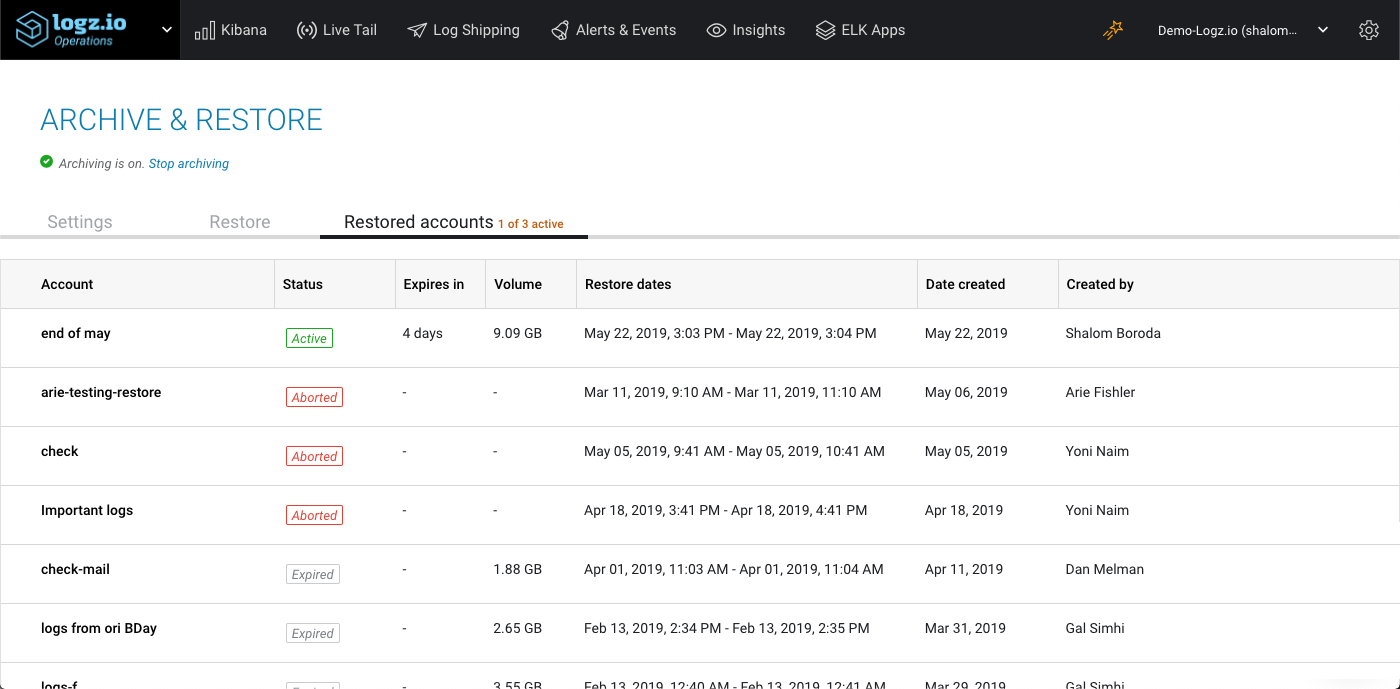 logz.io
Operations
Kibana Live Tail Log Shipping Alerts & Events Insights ELK Apps Demo-Logz.io (shalom...
ARCHIVE & RESTORE
Archiving is on. Stop archiving
Settings Restore Restored accounts 1 of 3 active
Account Status Expires in Volume Restore dates Date created Created by
end of may Active 4 days 9.09 GB May 22, 2019, 3:03 PM - May 22, 2019, 3:04 PM May 22, 2019 Shalom Boroda
arie-testing-restore Aborted - - Mar 11, 2019, 9:10 AM - Mar 11, 2019, 11:10 AM May 06, 2019 Arie Fishler
check Aborted - - May 05, 2019, 9:41 AM - May 05, 2019, 10:41 AM May 05, 2019 Yoni Naim
Important logs Aborted - - Apr 18, 2019, 3:41 PM - Apr 18, 2019, 4:41 PM Apr 18, 2019 Yoni Naim
check-mail Expired - 1.88 GB Apr 01, 2019, 11:03 AM - Apr 01, 2019, 11:04 AM Apr 11, 2019 Dan Melman
logs from ori BDay Expired - 2.65 GB Feb 13, 2019, 2:34 PM - Feb 13, 2019, 2:35 PM Mar 31, 2019 Gal Simhi
logs-f - 3.55 GB Feb 13, 2019, 12:40 AM - Feb 13, 2019, 12:41 AM Mar 29, 2019 Gal Simhi